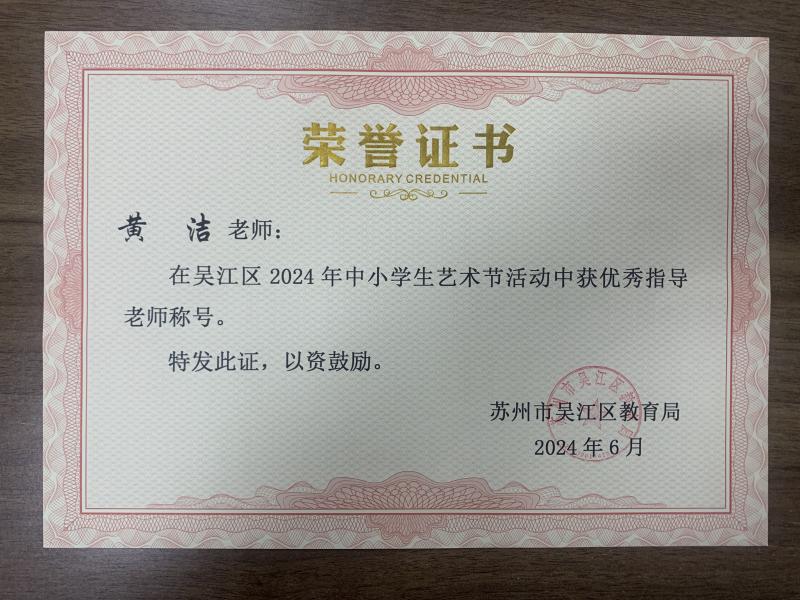 荣誉证书
HONORARY CREDENTIAL
黄 洁 老师：
在吴江区 2024 年中小学生艺术节活动中获优秀指导
老师称号。
特发此证，以资鼓励。
苏州市吴江区教育局
2024 年 6 月